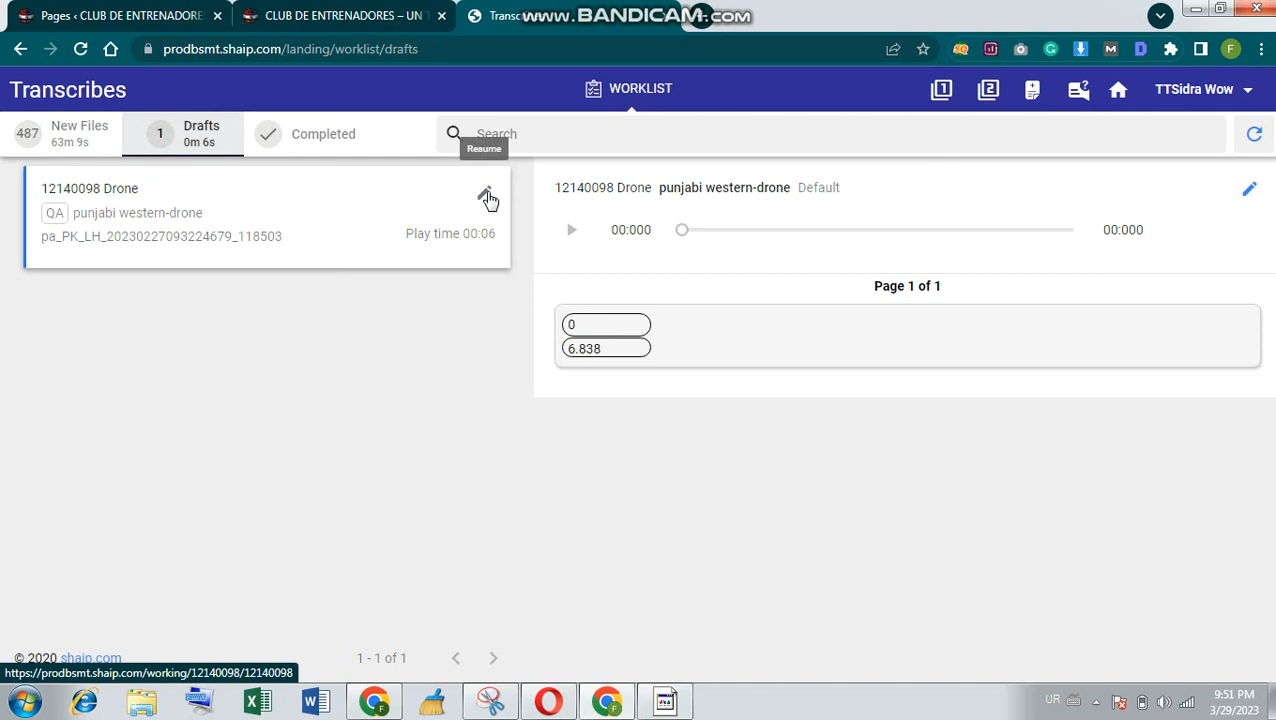 Pages ‹ CLUB DE ENTRENADORES
CLUB DE ENTRENADORES – UN T
Transc
www.BANDICAM.com
prodbsmt.shaip.com/landing/worklist/drafts
Transcribes
WORKLIST
TTSidra Wow
487
New Files
63m 9s
1
Drafts
0m 6s
Completed
Search
Resume
12140098 Drone
QA punjabi western-drone
pa_PK_LH_20230227093224679_118503
Play time 00:06
12140098 Drone punjabi western-drone Default
00:000
00:000
Page 1 of 1
0
6.838
© 2020 shaip.com
1 - 1 of 1
https://prodbsmt.shaip.com/working/12140098/12140098
UR
9:51 PM
3/29/2023